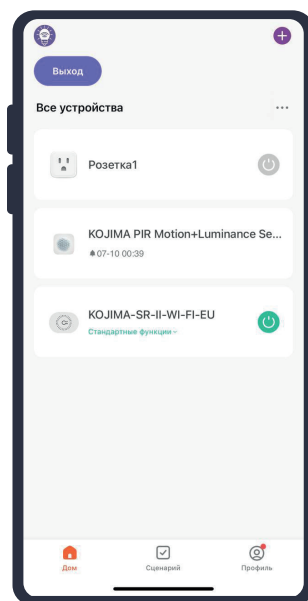 Выход
Все устройства
Розетка1
KOJIMA PIR Motion+Luminance Se...
07-10 00:39
KOJIMA-SR-II-WI-FI-EU
Стандартные функции
Дом
Сценарий
Профиль